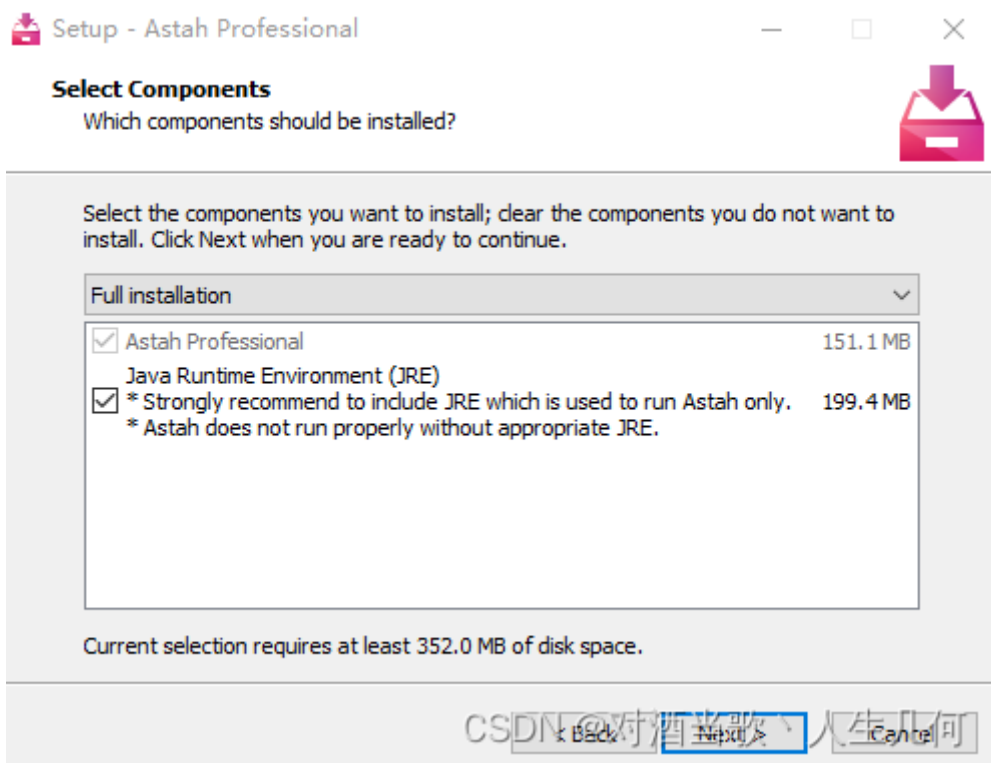 Setup - Astah Professional
Select Components
Which components should be installed?
Select the components you want to install; clear the components you do not want to
install. Click Next when you are ready to continue.
Full installation
Astah Professional 151.1 MB
Java Runtime Environment (JRE)
* Strongly recommend to include JRE which is used to run Astah only. 199.4 MB
* Astah does not run properly without appropriate JRE.
Current selection requires at least 352.0 MB of disk space.
< Back Next > Cancel
CSDN @对酒当歌丶人生几何